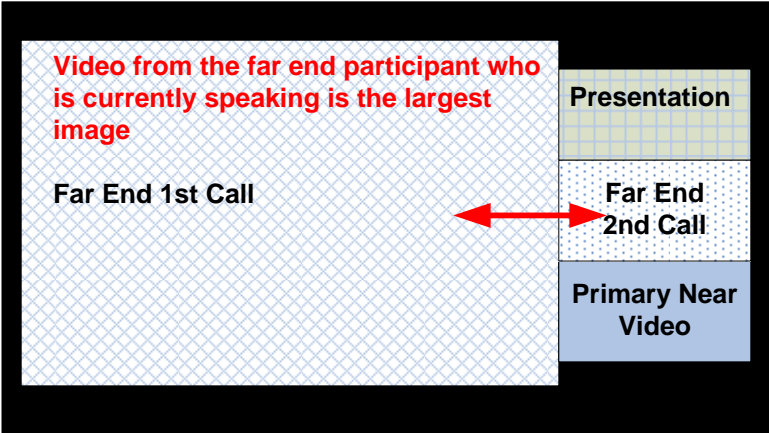 Video from the far end participant who
is currently speaking is the largest
image
Far End 1st Call
Presentation
Far End
2nd Call
Primary Near
Video